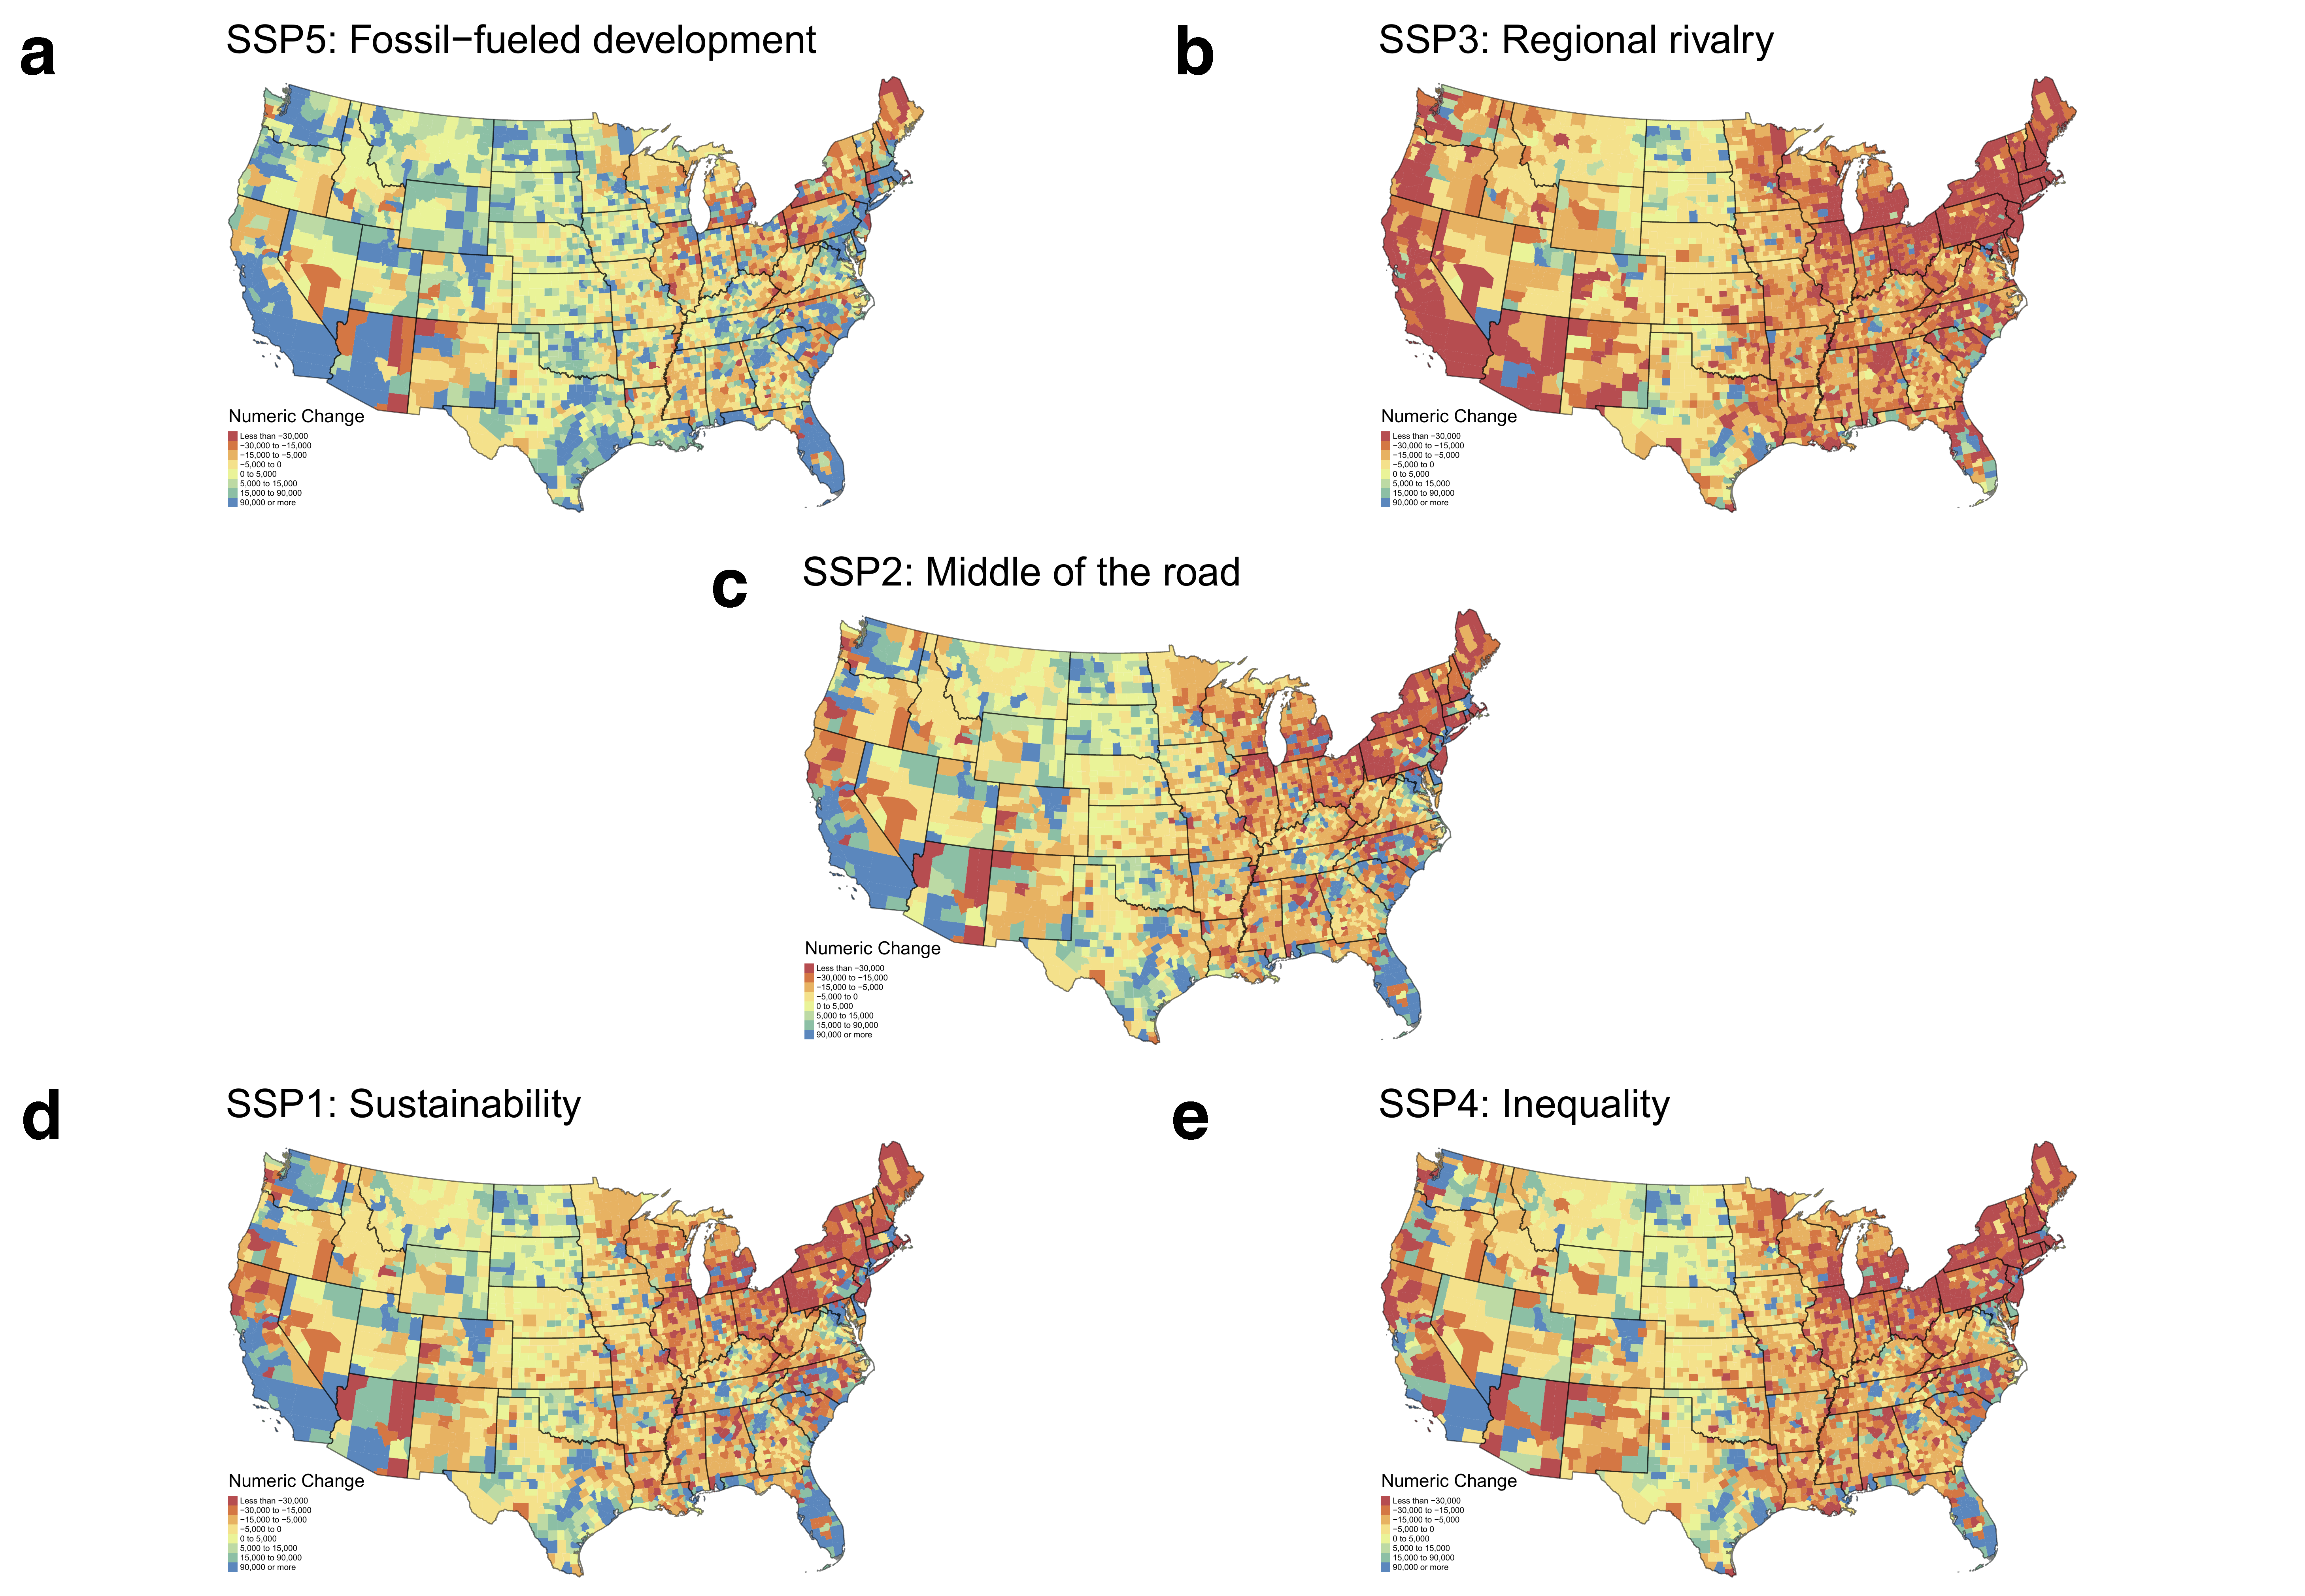 a
SSP5: Fossil−fueled development
Numeric Change
Less than −30,000
−30,000 to −15,000
−15,000 to −5,000
−5,000 to 0
0 to 5,000
5,000 to 15,000
15,000 to 90,000
90,000 or more
b
SSP3: Regional rivalry
Numeric Change
Less than −30,000
−30,000 to −15,000
−15,000 to −5,000
−5,000 to 0
0 to 5,000
5,000 to 15,000
15,000 to 90,000
90,000 or more
c
SSP2: Middle of the road
Numeric Change
Less than −30,000
−30,000 to −15,000
−15,000 to −5,000
−5,000 to 0
0 to 5,000
5,000 to 15,000
15,000 to 90,000
90,000 or more
d
SSP1: Sustainability
Numeric Change
Less than −30,000
−30,000 to −15,000
−15,000 to −5,000
−5,000 to 0
0 to 5,000
5,000 to 15,000
15,000 to 90,000
90,000 or more
e
SSP4: Inequality
Numeric Change
Less than −30,000
−30,000 to −15,000
−15,000 to −5,000
−5,000 to 0
0 to 5,000
5,000 to 15,000
15,000 to 90,000
90,000 or more